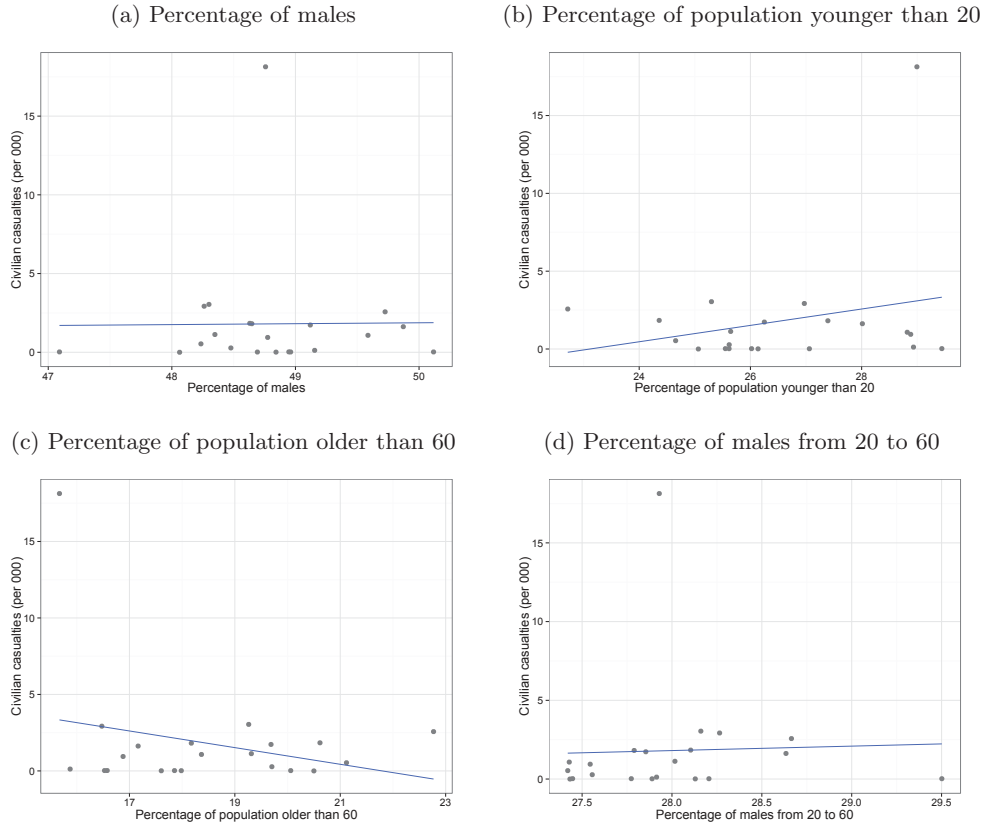 (a) Percentage of males
(b) Percentage of population younger than 20
Civilian casualties (per 000)
15
10
5
0
47
48
49
50
Percentage of males
Civilian casualties (per 000)
15
10
5
0
24
26
28
Percentage of population younger than 20
(c) Percentage of population older than 60
(d) Percentage of males from 20 to 60
Civilian casualties (per 000)
15
10
5
0
17
19
21
23
Percentage of population older than 60
Civilian casualties (per 000)
15
10
5
0
27.5
28.0
28.5
29.0
29.5
Percentage of males from 20 to 60